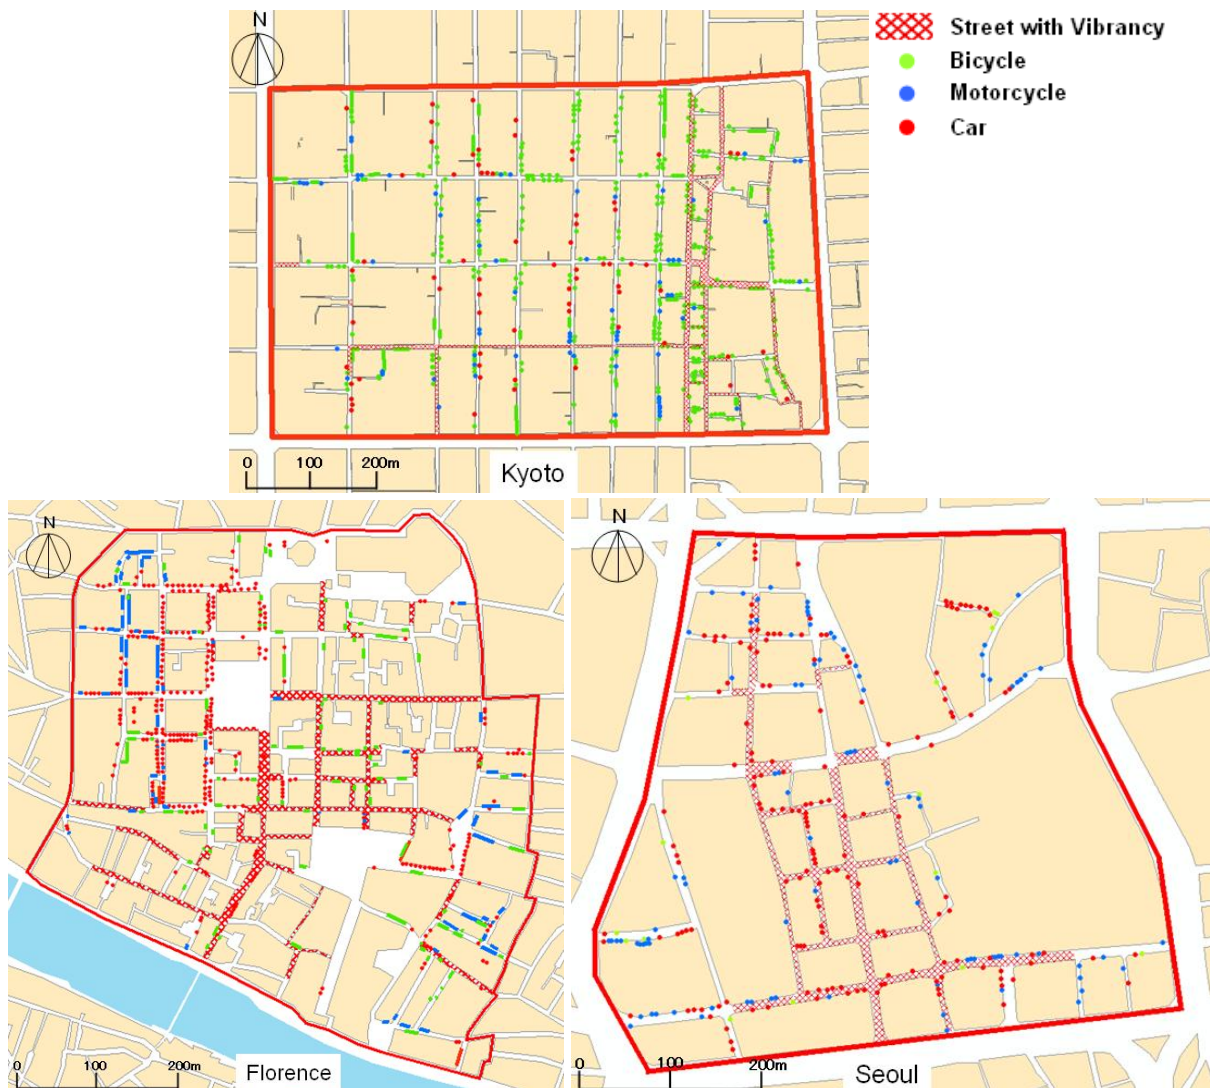 N
Street with Vibrancy
Bicycle
Motorcycle
Car
0 100 200m
Kyoto
N
N
0 100 200m
Florence
0 100 200m
Seoul